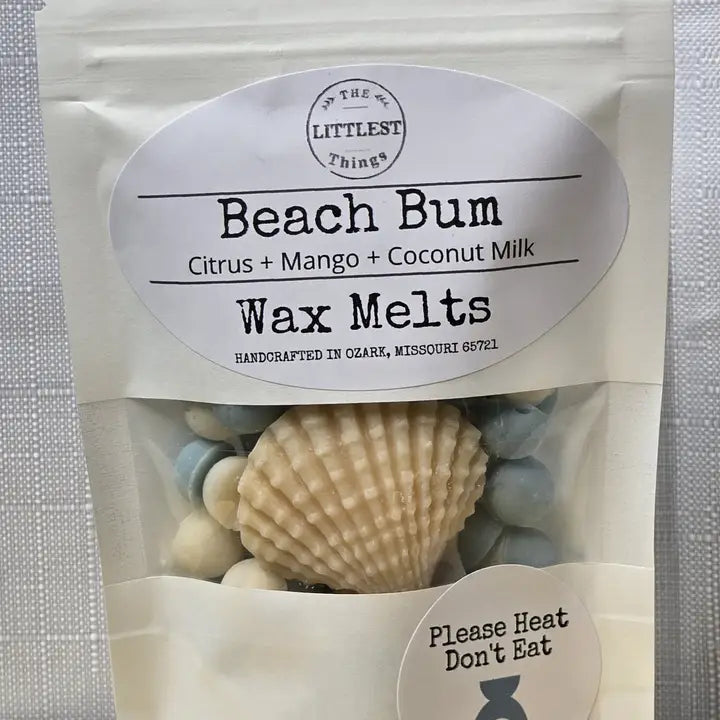 THE
LITTLEST
Things
Beach Bum
Citrus + Mango + Coconut Milk
Wax Melts
HANDCRAFTED IN OZARK, MISSOURI 65721
Please Heat
Don't Eat